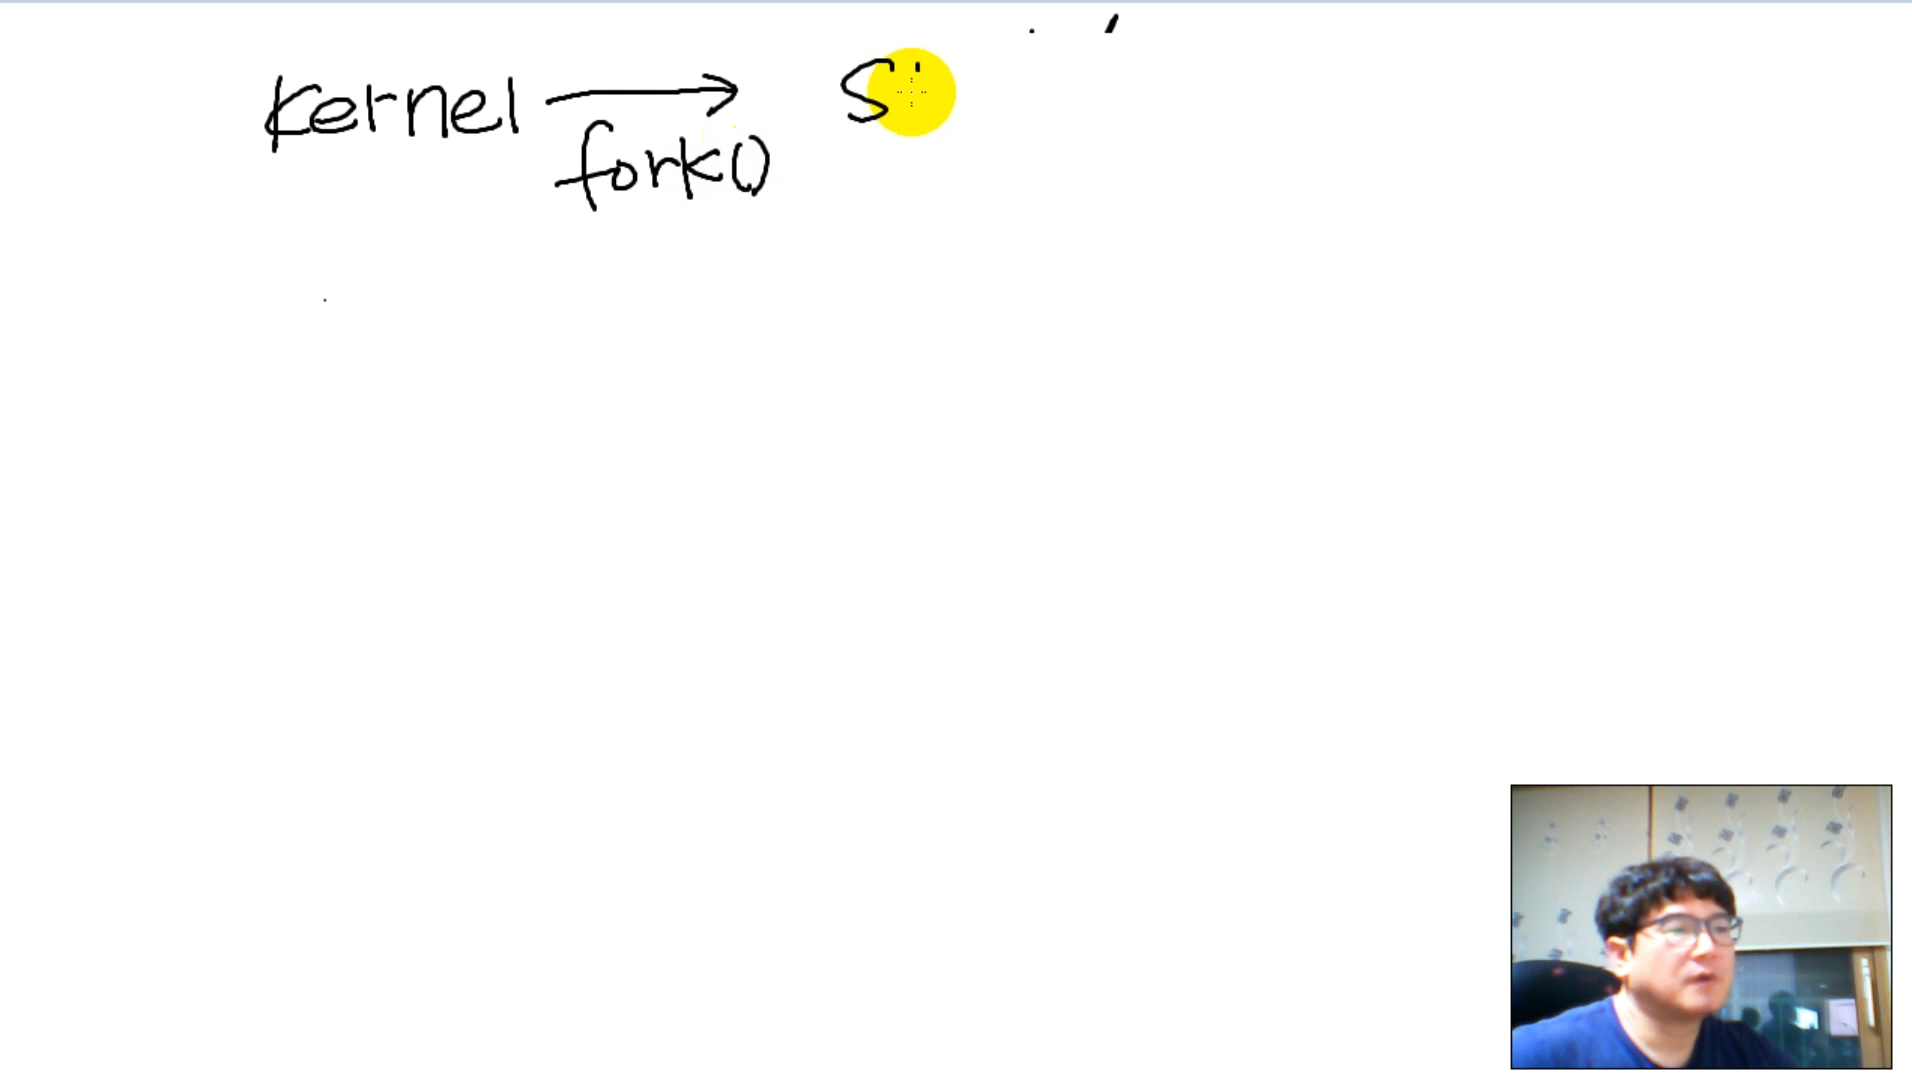 kernel → S
fork()